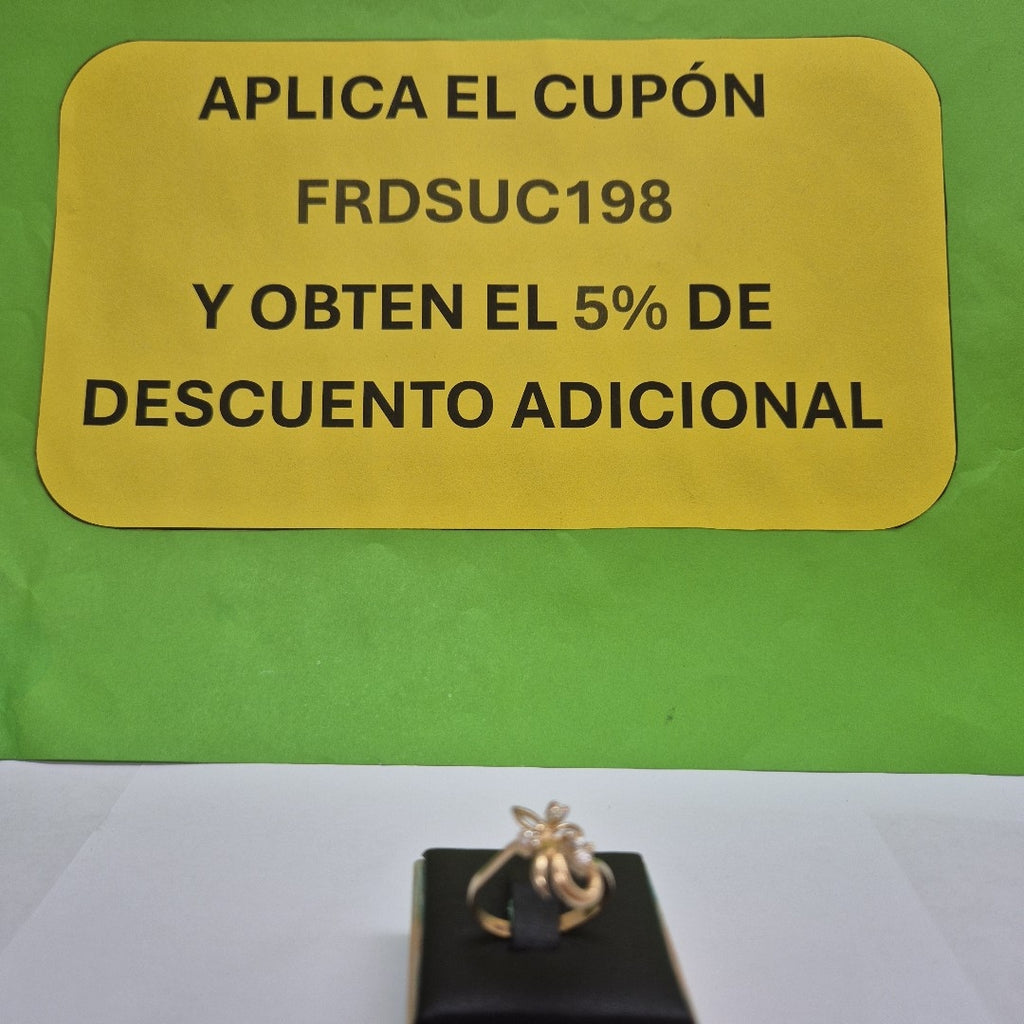 APLICA EL CUPÓN
FRDSUC198
Y OBTEN EL 5% DE
DESCUENTO ADICIONAL